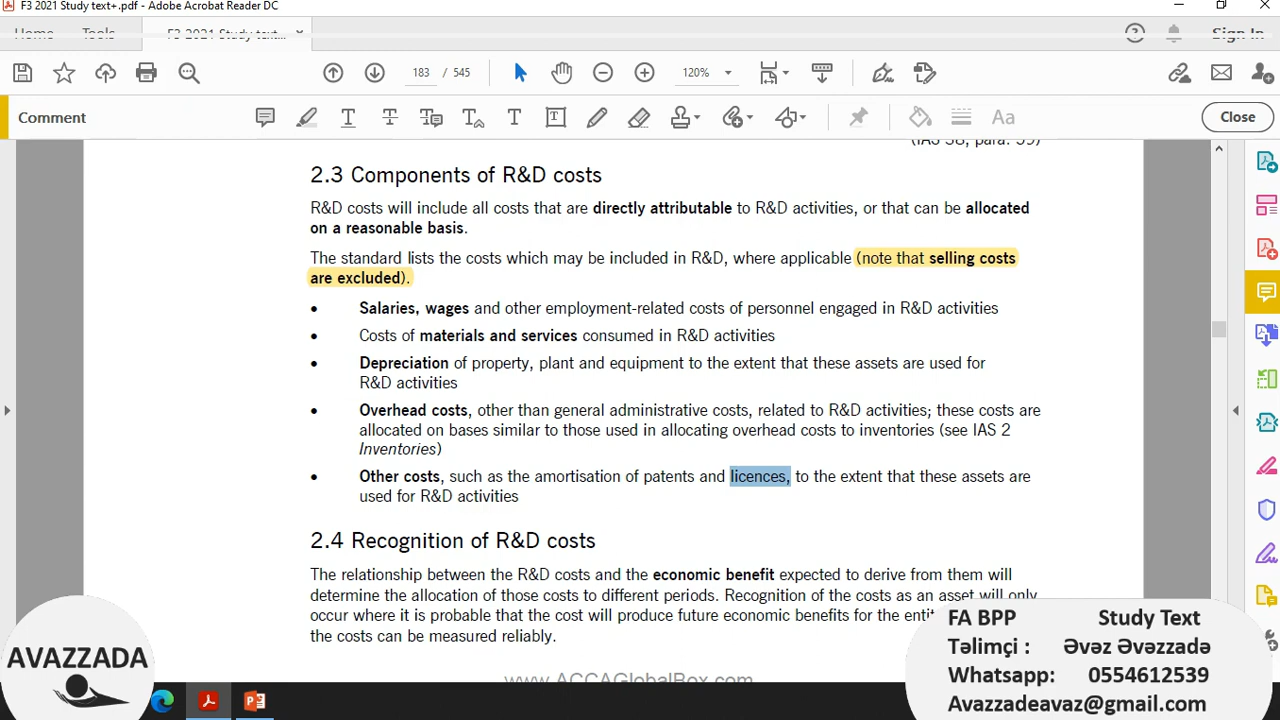 F3 2021 Study text+.pdf - Adobe Acrobat Reader DC
Home Tools F3 2021 Study text... Sign In
183 / 545 120%
Comment Close
(IAS 38, para. 59)
2.3 Components of R&D costs
R&D costs will include all costs that are directly attributable to R&D activities, or that can be allocated
on a reasonable basis.
The standard lists the costs which may be included in R&D, where applicable (note that selling costs
are excluded).
• Salaries, wages and other employment-related costs of personnel engaged in R&D activities
• Costs of materials and services consumed in R&D activities
• Depreciation of property, plant and equipment to the extent that these assets are used for
R&D activities
• Overhead costs, other than general administrative costs, related to R&D activities; these costs are
allocated on bases similar to those used in allocating overhead costs to inventories (see IAS 2
Inventories)
• Other costs, such as the amortisation of patents and licences, to the extent that these assets are
used for R&D activities
2.4 Recognition of R&D costs
The relationship between the R&D costs and the economic benefit expected to derive from them will
determine the allocation of those costs to different periods. Recognition of the costs as an asset will only
occur where it is probable that the cost will produce future economic benefits for the
the costs can be measured reliably.
www.ACCAGlobalBox.com
AVAZZADA
FA BPP Study Text
Təlimçi : Əvəz Əvəzzadə
Whatsapp: 0554612539
Avazzadeavaz@gmail.com